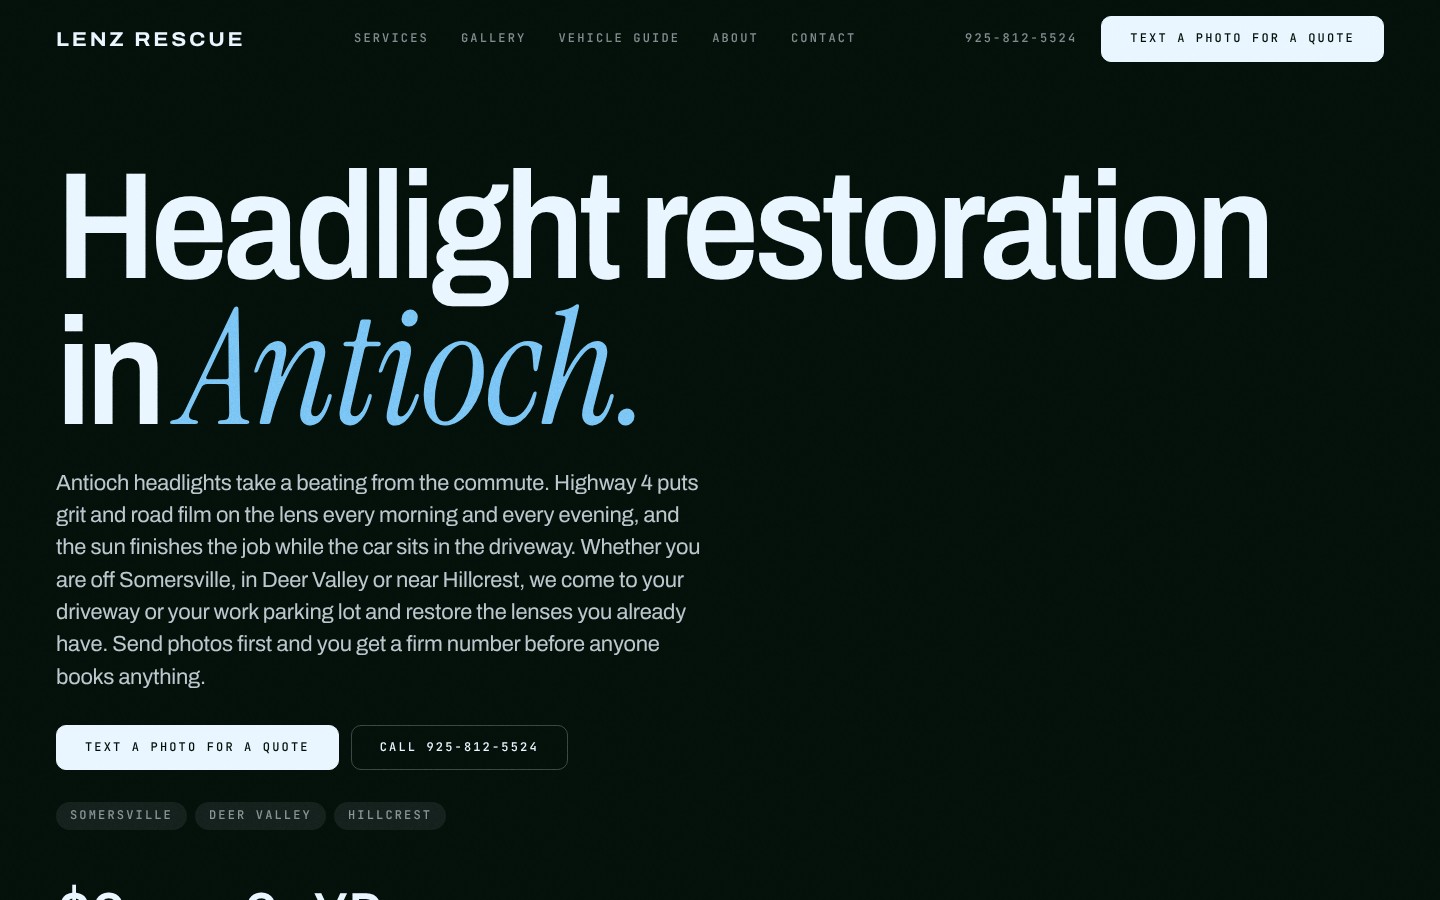 LENZ RESCUE
SERVICES
GALLERY
VEHICLE GUIDE
ABOUT
CONTACT
925-812-5524
TEXT A PHOTO FOR A QUOTE
Headlight restoration
in Antioch.
Antioch headlights take a beating from the commute. Highway 4 puts
grit and road film on the lens every morning and every evening, and
the sun finishes the job while the car sits in the driveway. Whether you
are off Somersville, in Deer Valley or near Hillcrest, we come to your
driveway or your work parking lot and restore the lenses you already
have. Send photos first and you get a firm number before anyone
books anything.
TEXT A PHOTO FOR A QUOTE
CALL 925-812-5524
SOMERSVILLE
DEER VALLEY
HILLCREST